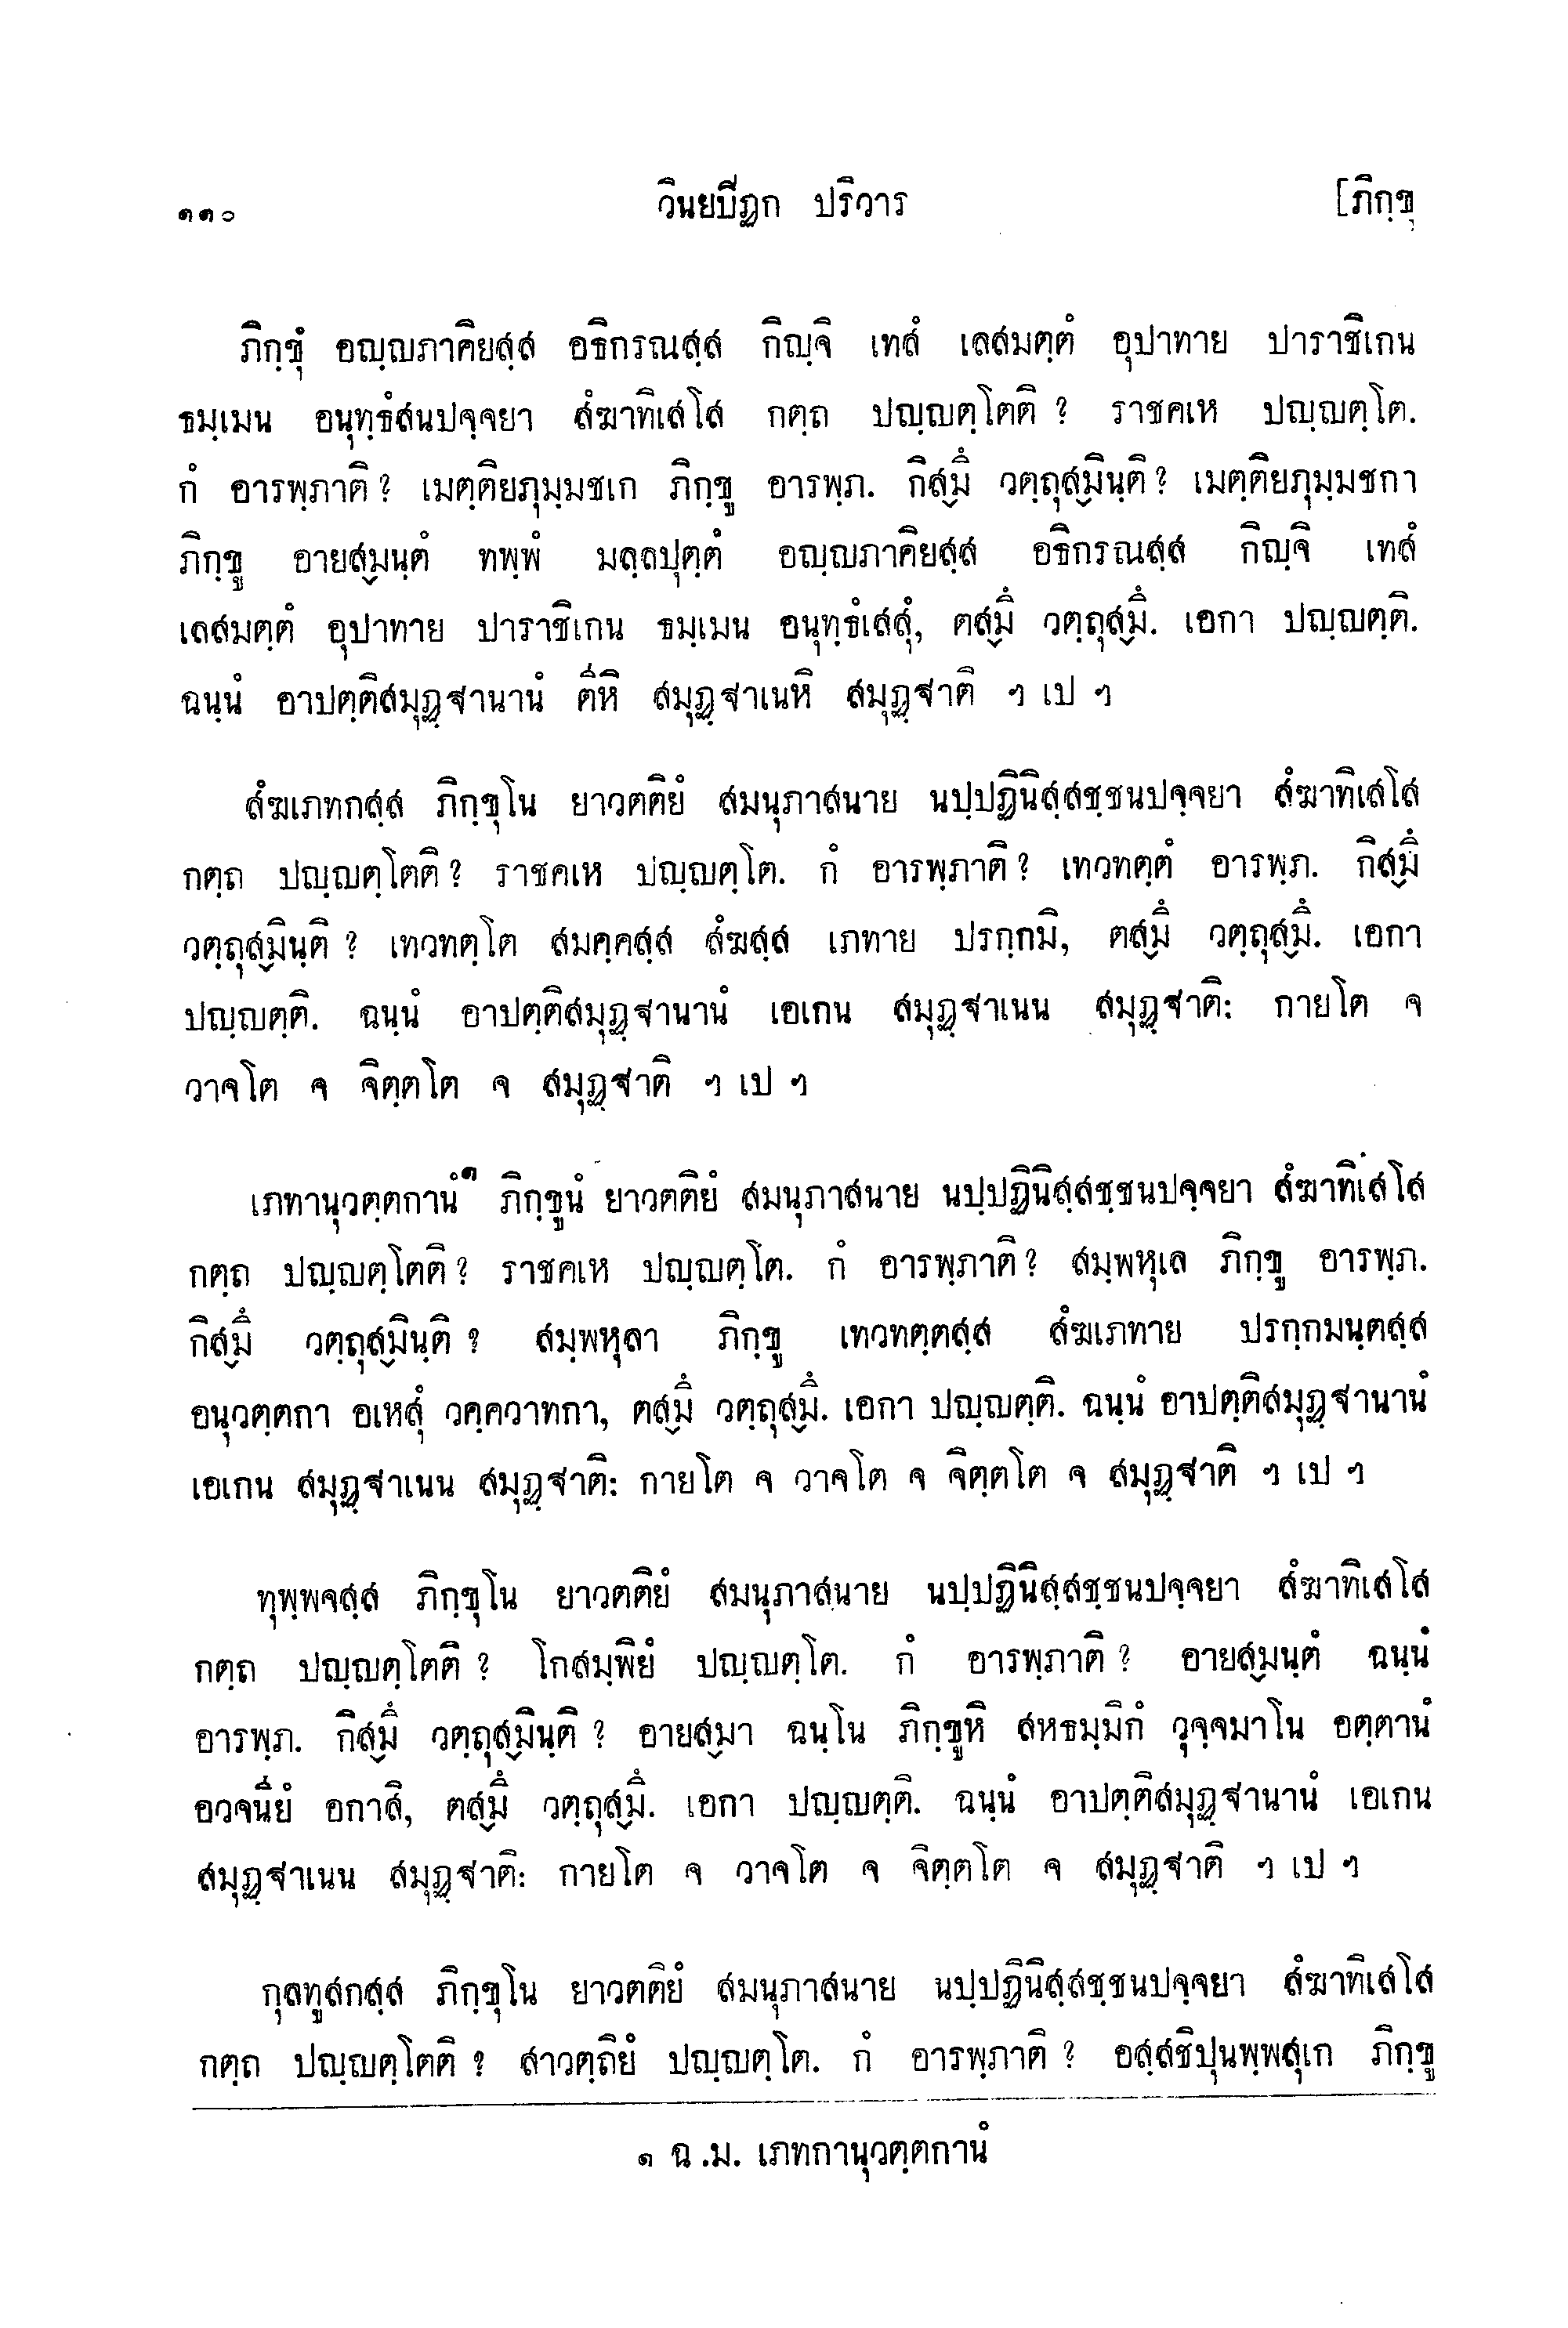 ๑๑๐ วินยปิฏก ปริวาร [ภิกฺขุ
ภิกฺขุํ อญฺญภาคิยสฺส อธิกรณสฺส กิญฺจิ เทสํ เลสมตฺตํ อุปาทาย ปาราชิเกน
ธมฺเมน อนุทฺธํสนปจฺจยา สํฆาทิเสโส กตฺถ ปญฺญตฺโตติ ? ราชคเห ปญฺญตฺโต.
กํ อารพฺภาติ ? เมตฺติยภุมฺมชเก ภิกฺขู อารพฺภ. กิสฺมิํ วตฺถุสฺมินฺติ ? เมตฺติยภุมฺมชกา
ภิกฺขู อายสฺมนฺตํ ทพฺพํ มลฺลปุตฺตํ อญฺญภาคิยสฺส อธิกรณสฺส กิญฺจิ เทสํ
เลสมตฺตํ อุปาทาย ปาราชิเกน ธมฺเมน อนุทฺธํเสสุํ, ตสฺมิํ วตฺถุสฺมิํ. เอกา ปญฺญตฺติ.
ฉนฺนํ อาปตฺติสมุฏฺฐานานํ ตีหิ สมุฏฺฐาเนหิ สมุฏฺฐาติ ฯ เป ฯ
สํฆเภทกสฺส ภิกฺขุโน ยาวตติยํ สมนุภาสนาย นปฺปฏินิสฺสชฺชนปจฺจยา สํฆาทิเสโส
กตฺถ ปญฺญตฺโตติ ? ราชคเห ปญฺญตฺโต. กํ อารพฺภาติ ? เทวทตฺตํ อารพฺภ. กิสฺมิํ
วตฺถุสฺมินฺติ ? เทวทตฺโต สมคฺคสฺส สํฆสฺส เภทาย ปรกฺกมิ, ตสฺมิํ วตฺถุสฺมิํ. เอกา
ปญฺญตฺติ. ฉนฺนํ อาปตฺติสมุฏฺฐานานํ เอเกน สมุฏฺฐาเนน สมุฏฺฐาติ: กายโต จ
วาจโต จ จิตฺตโต จ สมุฏฺฐาติ ฯ เป ฯ
เภทานุวตฺตกานํ๑ ภิกฺขูนํ ยาวตติยํ สมนุภาสนาย นปฺปฏินิสฺสชฺชนปจฺจยา สํฆาทิเสโส
กตฺถ ปญฺญตฺโตติ ? ราชคเห ปญฺญตฺโต. กํ อารพฺภาติ ? สมฺพหุเล ภิกฺขู อารพฺภ.
กิสฺมิํ วตฺถุสฺมินฺติ ? สมฺพหุลา ภิกฺขู เทวทตฺตสฺส สํฆเภทาย ปรกฺกมนฺตสฺส
อนุวตฺตกา อเหสุํ วคฺควาทกา, ตสฺมิํ วตฺถุสฺมิํ. เอกา ปญฺญตฺติ. ฉนฺนํ อาปตฺติสมุฏฺฐานานํ
เอเกน สมุฏฺฐาเนน สมุฏฺฐาติ: กายโต จ วาจโต จ จิตฺตโต จ สมุฏฺฐาติ ฯ เป ฯ
ทุพฺพจสฺส ภิกฺขุโน ยาวตติยํ สมนุภาสนาย นปฺปฏินิสฺสชฺชนปจฺจยา สํฆาทิเสโส
กตฺถ ปญฺญตฺโตติ ? โกสมฺพิยํ ปญฺญตฺโต. กํ อารพฺภาติ ? อายสฺมนฺตํ ฉนฺนํ
อารพฺภ. กิสฺมิํ วตฺถุสฺมินฺติ ? อายสฺมา ฉนฺโน ภิกฺขูหิ สหธมฺมิกํ วุจฺจมาโน อตฺตานํ
อวจนียํ อกาสิ, ตสฺมิํ วตฺถุสฺมิํ. เอกา ปญฺญตฺติ. ฉนฺนํ อาปตฺติสมุฏฺฐานานํ เอเกน
สมุฏฺฐาเนน สมุฏฺฐาติ: กายโต จ วาจโต จ จิตฺตโต จ สมุฏฺฐาติ ฯ เป ฯ
กุลทูสกสฺส ภิกฺขุโน ยาวตติยํ สมนุภาสนาย นปฺปฏินิสฺสชฺชนปจฺจยา สํฆาทิเสโส
กตฺถ ปญฺญตฺโตติ ? สาวตฺถิยํ ปญฺญตฺโต. กํ อารพฺภาติ ? อสฺสชิปุนพฺพสุเก ภิกฺขู
๑ ฉ.ม. เภทกานุวตฺตกานํ